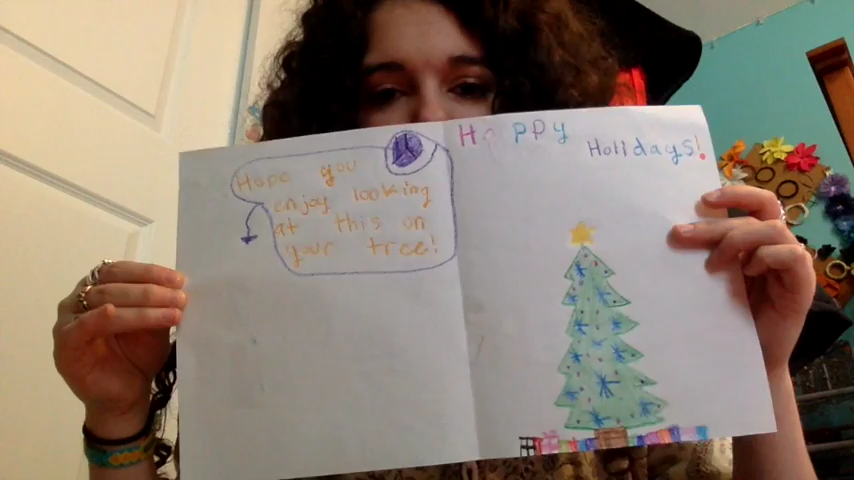 Hope you
enjoy looking
at this on
your tree!
Happy
Holidays!